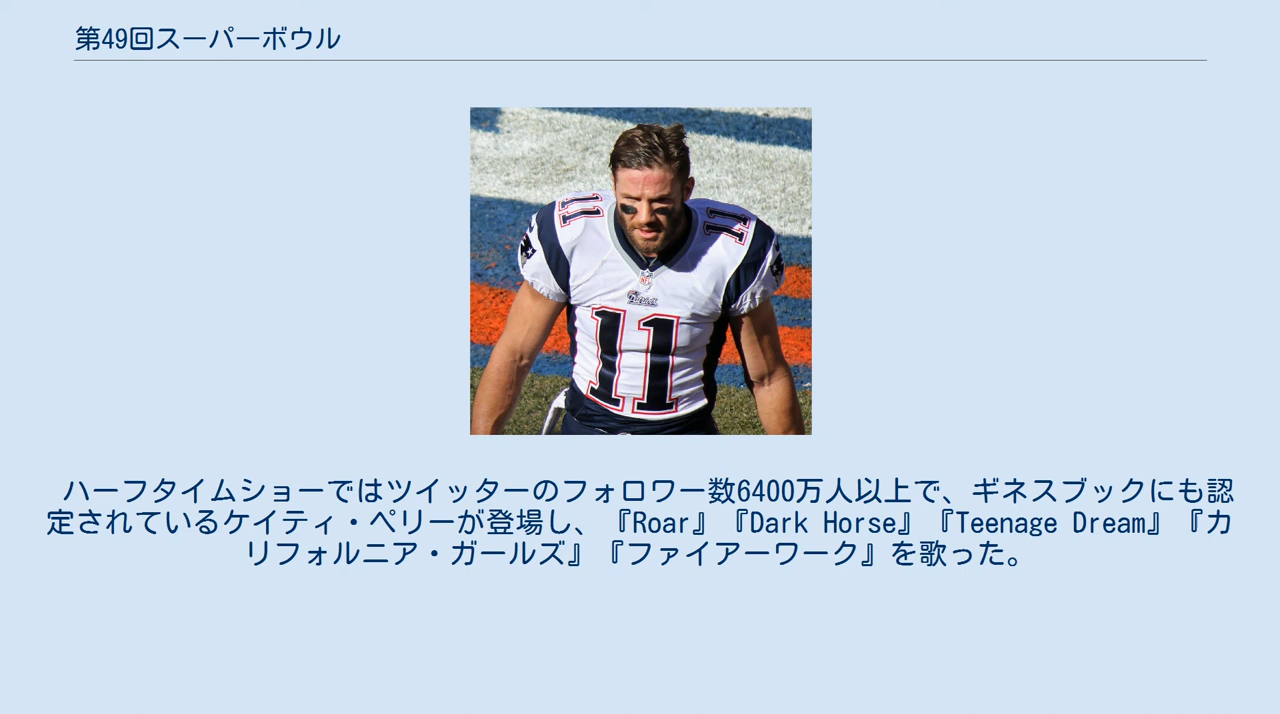 第49回スーパーボウル
11
11
NFL
Patriots
11
ハーフタイムショーではツイッターのフォロワー数6400万人以上で、ギネスブックにも認
定されているケイティ・ペリーが登場し、『Roar』『Dark Horse』『Teenage Dream』『カ
リフォルニア・ガールズ』『ファイアーワーク』を歌った。